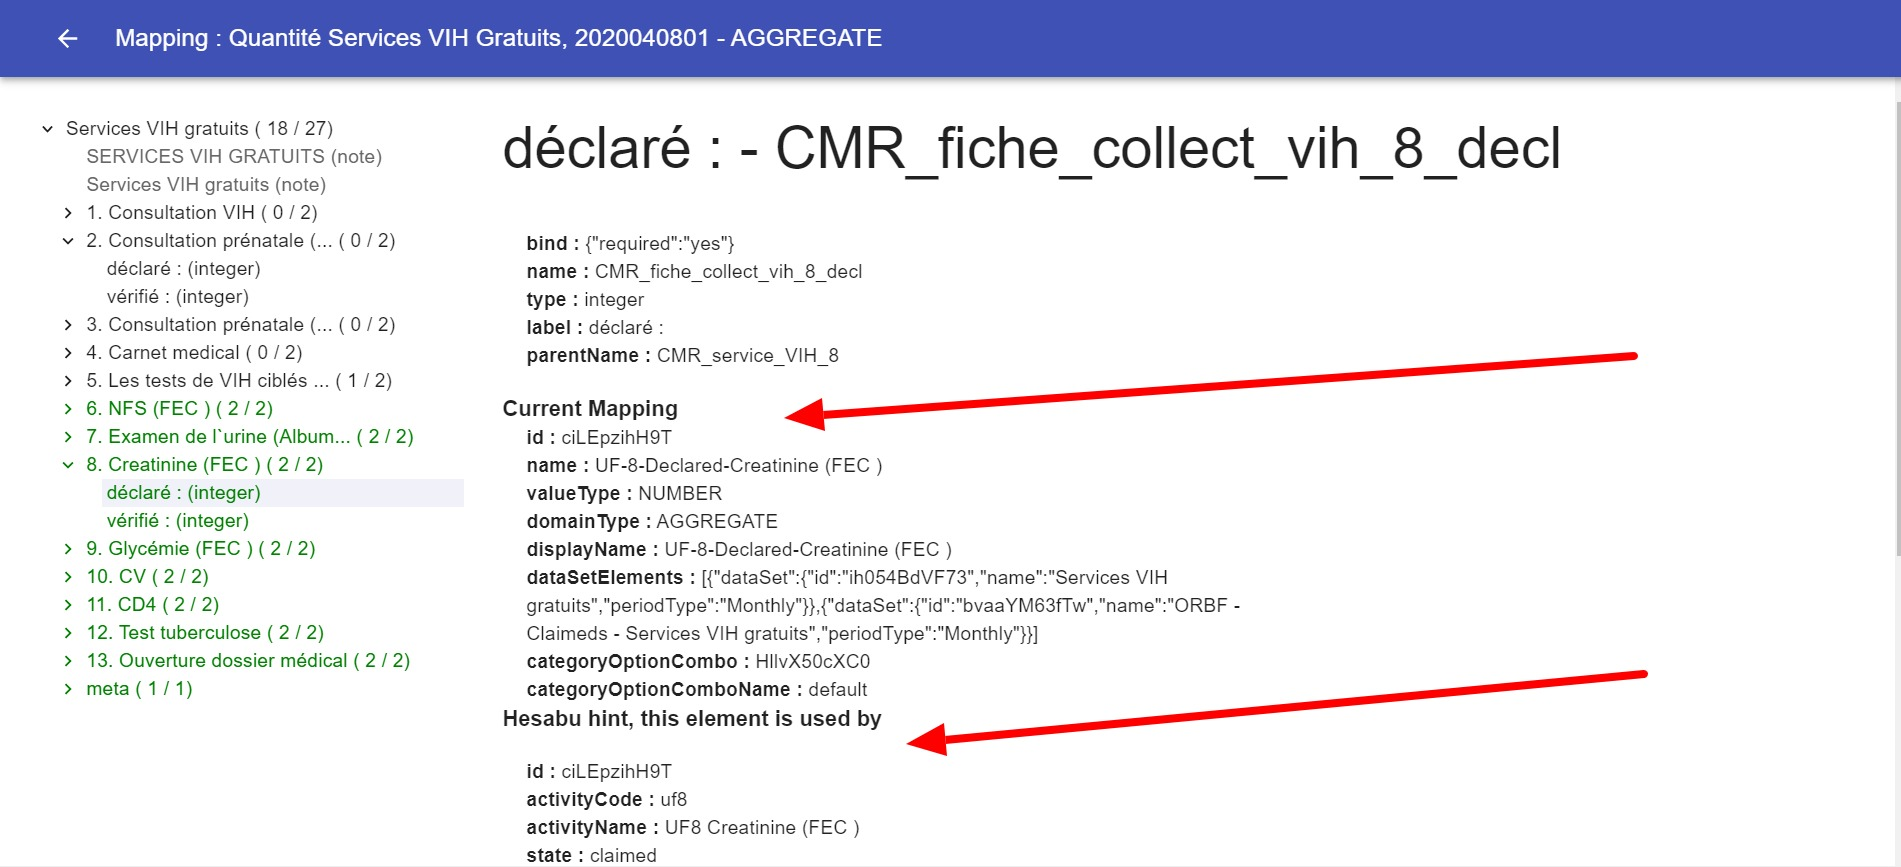 Mapping : Quantité Services VIH Gratuits, 2020040801 - AGGREGATE
Services VIH gratuits ( 18 / 27)
SERVICES VIH GRATUITS (note)
Services VIH gratuits (note)
1. Consultation VIH ( 0 / 2)
2. Consultation prénatale (... ( 0 / 2)
déclaré : (integer)
vérifié : (integer)
3. Consultation prénatale (... ( 0 / 2)
4. Carnet medical ( 0 / 2)
5. Les tests de VIH ciblés ... ( 1 / 2)
6. NFS (FEC ) ( 2 / 2)
7. Examen de l`urine (Album... ( 2 / 2)
8. Creatinine (FEC ) ( 2 / 2)
déclaré : (integer)
vérifié : (integer)
9. Glycémie (FEC ) ( 2 / 2)
10. CV ( 2 / 2)
11. CD4 ( 2 / 2)
12. Test tuberculose ( 2 / 2)
13. Ouverture dossier médical ( 2 / 2)
meta ( 1 / 1)
déclaré : - CMR_fiche_collect_vih_8_decl
bind : {"required":"yes"}
name : CMR_fiche_collect_vih_8_decl
type : integer
label : déclaré :
parentName : CMR_service_VIH_8
Current Mapping
id : ciLEpzihH9T
name : UF-8-Declared-Creatinine (FEC )
valueType : NUMBER
domainType : AGGREGATE
displayName : UF-8-Declared-Creatinine (FEC )
dataSetElements : [{"dataSet":{"id":"ih054BdVF73","name":"Services VIH
gratuits","periodType":"Monthly"}},{"dataSet":{"id":"bvaaYM63fTw","name":"ORBF -
Claimeds - Services VIH gratuits","periodType":"Monthly"}}]
categoryOptionCombo : HllvX50cXC0
categoryOptionComboName : default
Hesabu hint, this element is used by
id : ciLEpzihH9T
activityCode : uf8
activityName : UF8 Creatinine (FEC )
state : claimed